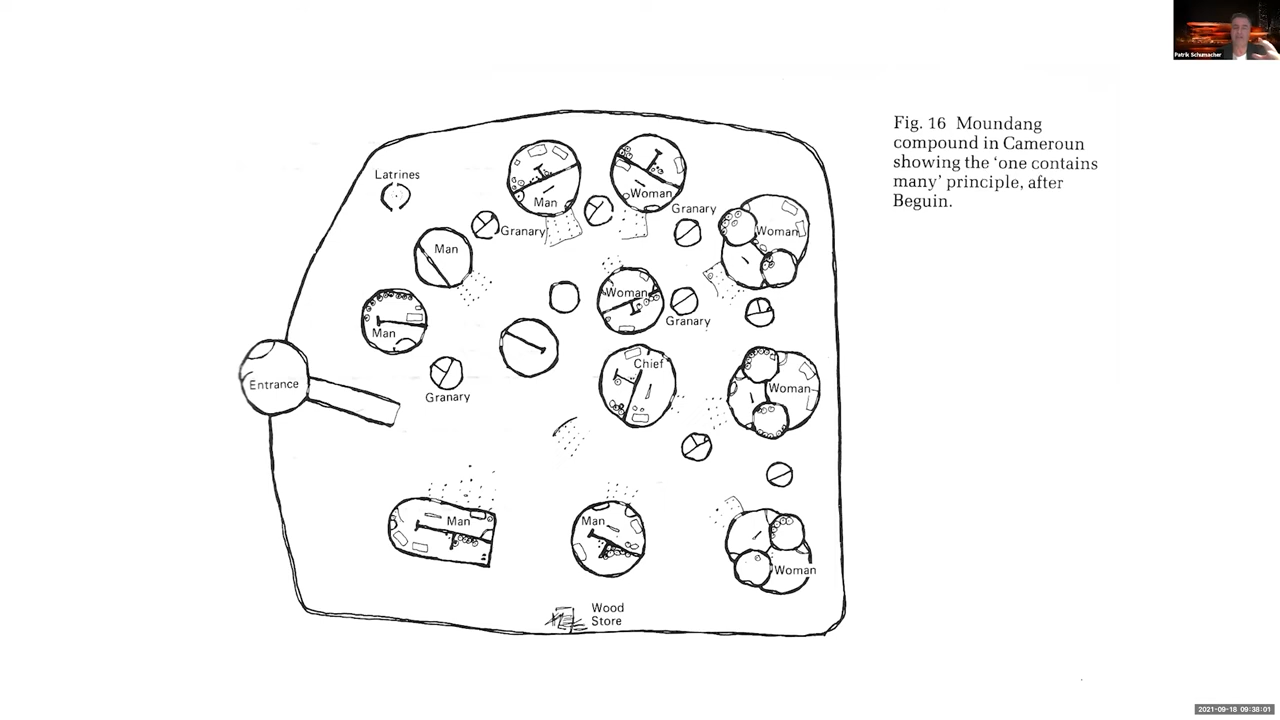 Patrik Schumacher
Fig. 16 Moundang
compound in Cameroun
showing the ‘one contains
many’ principle, after
Beguin.
Latrines
Man
Woman
Granary
Granary
Woman
Man
Woman
Granary
Man
Entrance
Chief
Woman
Granary
Man
Man
Woman
Wood
Store
2021-09-18 09:38:01